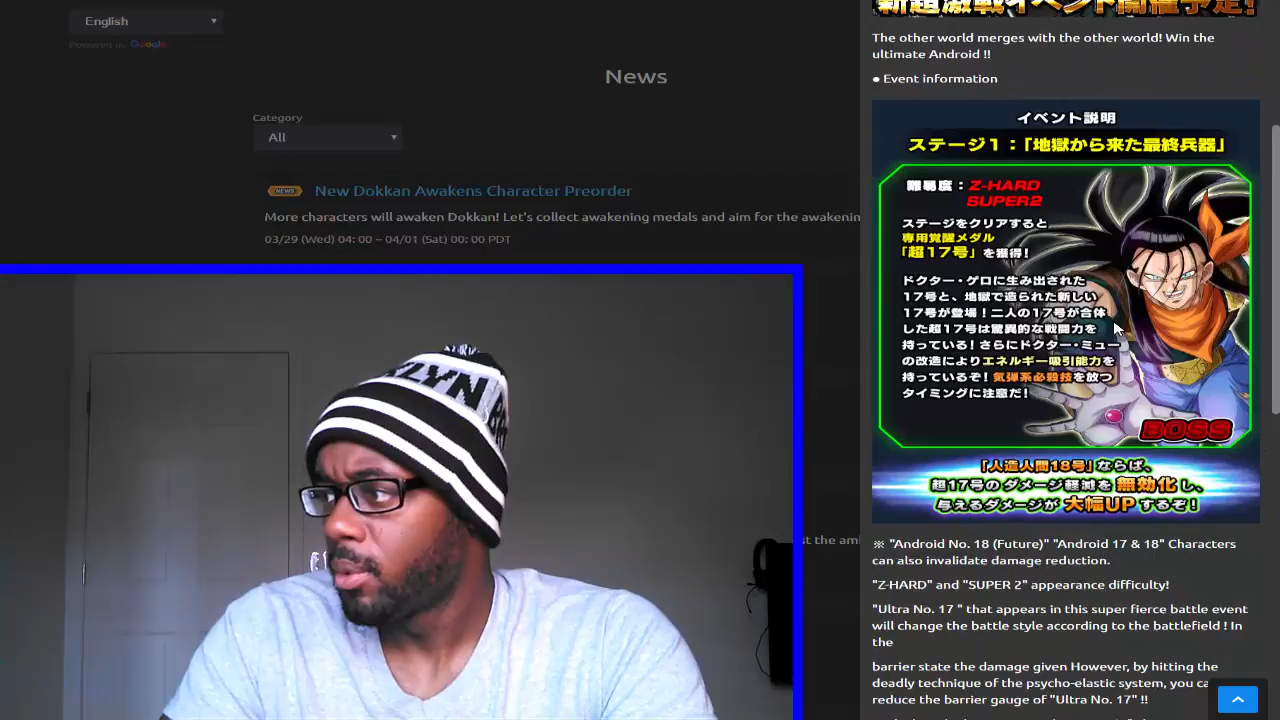 English
Powered by Google
News
Category
All
NEWS New Dokkan Awakens Character Preorder
More characters will awaken Dokkan! Let's collect awakening medals and aim for the awakenin
03/29 (Wed) 04: 00 – 04/01 (Sat) 00: 00 PDT
KLYN
t the am
新超激戦イベント開催予定!
The other world merges with the other world! Win the
ultimate Android !!
● Event information
イベント説明
ステージ1:「地獄から来た最終兵器」
難易度:Z-HARD
SUPER2
ステージをクリアすると
専用覚醒メダル
「超17号」を獲得!
ドクター・ゲロに生み出された
17号と、地獄で造られた新しい
17号が登場!二人の17号が合体
した超17号は驚異的な戦闘力を
持っている!さらにドクター・ミュー
の改造によりエネルギー吸引能力を
持っているぞ!気弾系必殺技を放つ
タイミングに注意だ!
BOSS
「人造人間18号」ならば、
超17号のダメージ軽減を無効化し、
与えるダメージが大幅UPするぞ!
※ "Android No. 18 (Future)" "Android 17 & 18" Characters
can also invalidate damage reduction.
"Z-HARD" and "SUPER 2" appearance difficulty!
"Ultra No. 17 " that appears in this super fierce battle event
will change the battle style according to the battlefield ! In
the
barrier state the damage given However, by hitting the
deadly technique of the psycho-elastic system, you ca
reduce the barrier gauge of "Ultra No. 17" !!